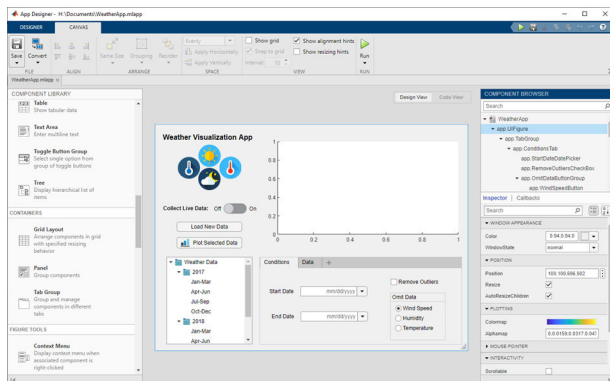 App Designer - H:\Documents\WeatherApp.mlapp
DESIGNER CANVAS
Save Convert Same Size Grouping Reorder Evenly Apply Horizontally Apply Vertically Show grid Snap to grid Interval: 10 Show alignment hints Show resizing hints Run
FILE ALIGN ARRANGE SPACE VIEW RUN
WeatherApp.mlapp
COMPONENT LIBRARY
Table
Show tabular data
Text Area
Enter multiline text
Toggle Button Group
Select single option from
group of toggle buttons
Tree
Display hierarchical list of
items
CONTAINERS
Grid Layout
Arrange components in grid
with specified resizing
behavior
Panel
Group components
Tab Group
Group and manage
components in different
tabs
FIGURE TOOLS
Context Menu
Display context menu when
associated component is
right-clicked
Design View Code View
Weather Visualization App
Collect Live Data: Off On
Load New Data
Plot Selected Data
1
0.8
0.6
0.4
0.2
0
0 0.2 0.4 0.6 0.8 1
Weather Data
2017
Jan-Mar
Apr-Jun
Jul-Sep
Oct-Dec
2018
Jan-Mar
Apr-Jun
Conditions Data +
Start Date mm/dd/yyyy
End Date mm/dd/yyyy
Remove Outliers
Omit Data
Wind Speed
Humidity
Temperature
COMPONENT BROWSER
Search
WeatherApp
app.UIFigure
app.TabGroup
app.ConditionsTab
app.StartDateDatePicker
app.RemoveOutliersCheckBox
app.OmitDataButtonGroup
app.WindSpeedButton
Inspector Callbacks
Search
WINDOW APPEARANCE
Color 0.94,0.94,0.
WindowState normal
POSITION
Position
Resize
AutoResizeChildren
PLOTTING
Colormap
Alphamap
MOUSE POINTER
INTERACTIVITY
Scrollable